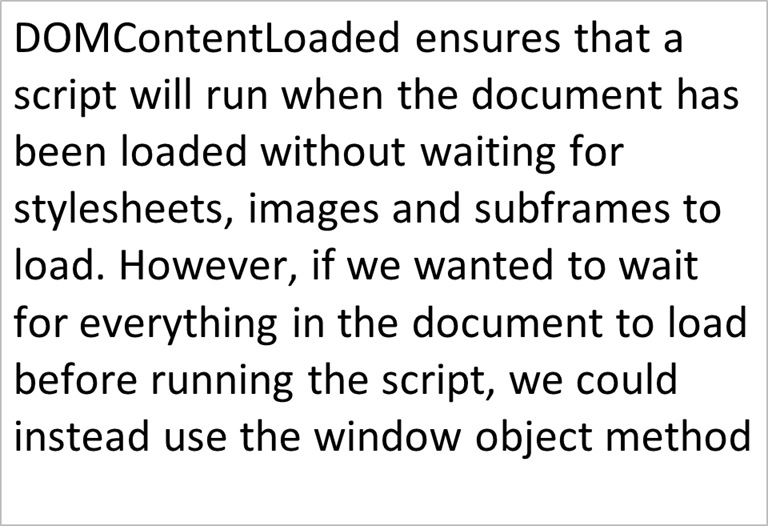 DOMContentLoaded ensures that a
script will run when the document has
been loaded without waiting for
stylesheets, images and subframes to
load. However, if we wanted to wait
for everything in the document to load
before running the script, we could
instead use the window object method